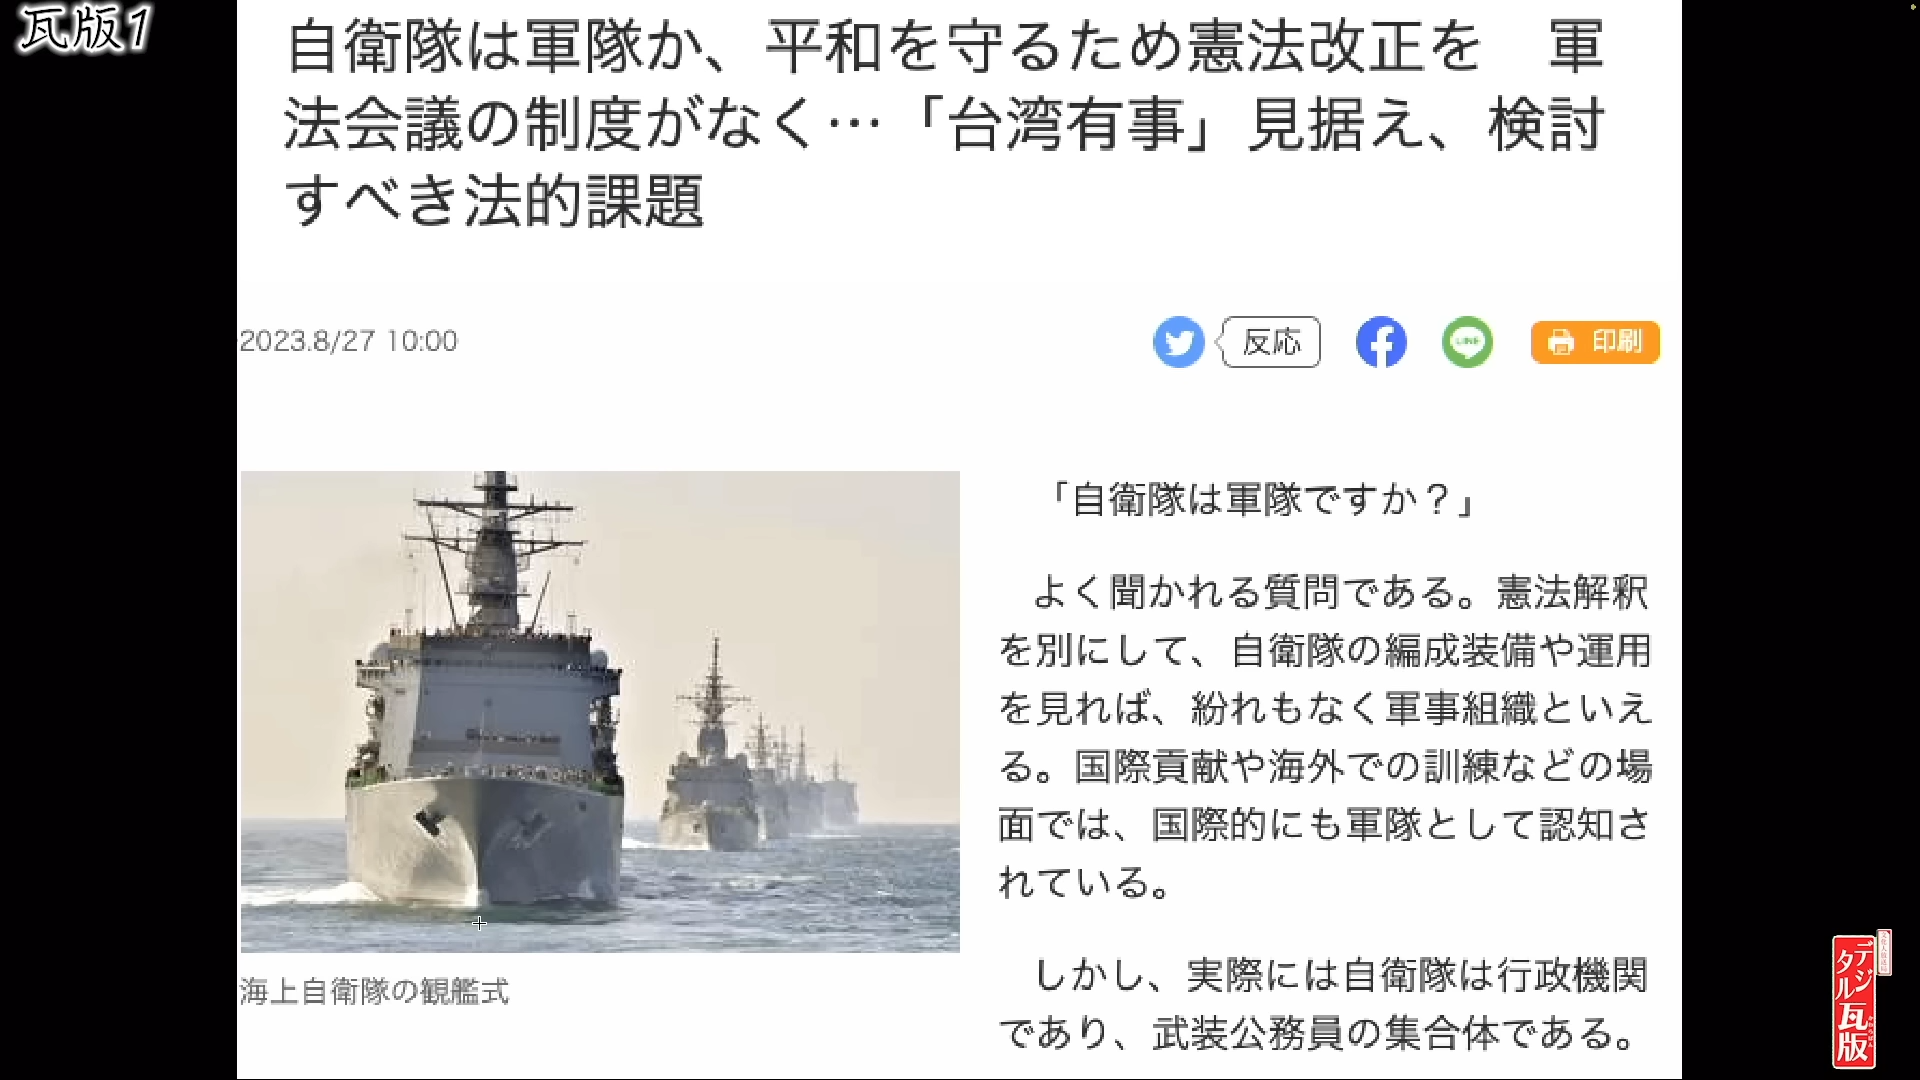 瓦版1
自衛隊は軍隊か、平和を守るため憲法改正を　軍
法会議の制度がなく…「台湾有事」見据え、検討
すべき法的課題
2023.8/27 10:00
反応
LINE
印刷
「自衛隊は軍隊ですか？」
よく聞かれる質問である。憲法解釈
を別にして、自衛隊の編成装備や運用
を見れば、紛れもなく軍事組織といえ
る。国際貢献や海外での訓練などの場
面では、国際的にも軍隊として認知さ
れている。
しかし、実際には自衛隊は行政機関
であり、武装公務員の集合体である。
海上自衛隊の観艦式
デジ
タル
瓦版